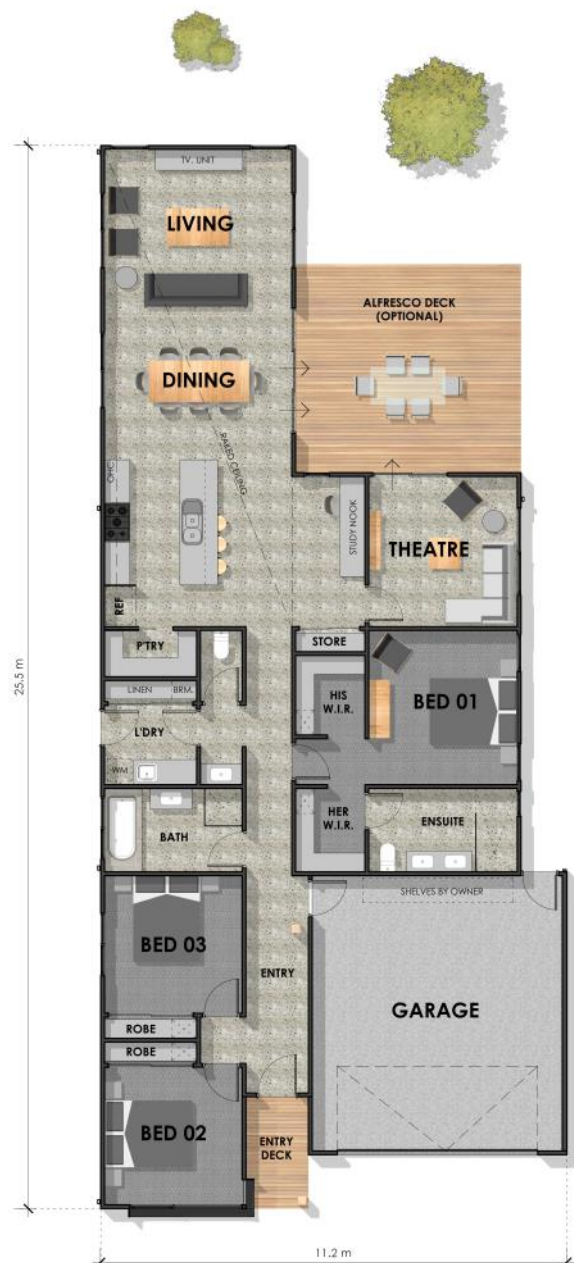 TV. UNIT
LIVING
ALFRESCO DECK
(OPTIONAL)
DINING
RAKED CEILING
OHC
STUDY NOOK
THEATRE
REF
P'TRY
STORE
LINEN
BRM.
HIS
W.I.R.
BED 01
L'DRY
WM
HER
W.I.R.
ENSUITE
BATH
SHELVES BY OWNER
BED 03
ENTRY
GARAGE
ROBE
ROBE
BED 02
ENTRY
DECK
25.5 m
11.2 m